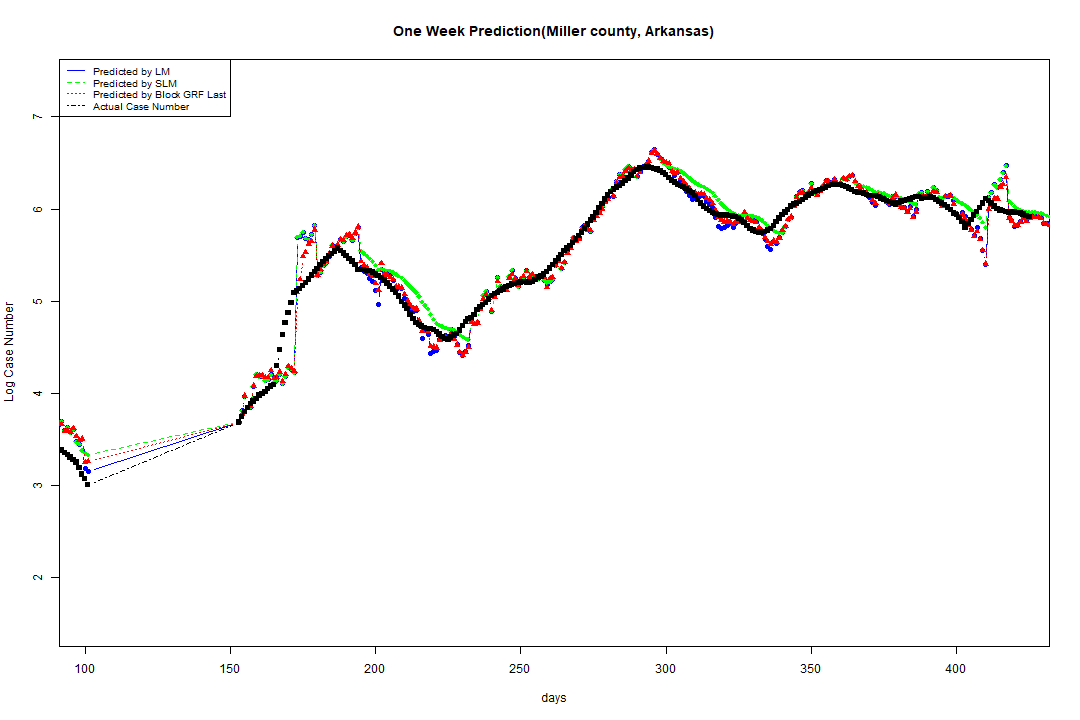 One Week Prediction(Miller county, Arkansas)
Predicted by LM
Predicted by SLM
Predicted by Block GRF Last
Actual Case Number
7
6
5
4
3
2
Log Case Number
100 150 200 250 300 350 400
days